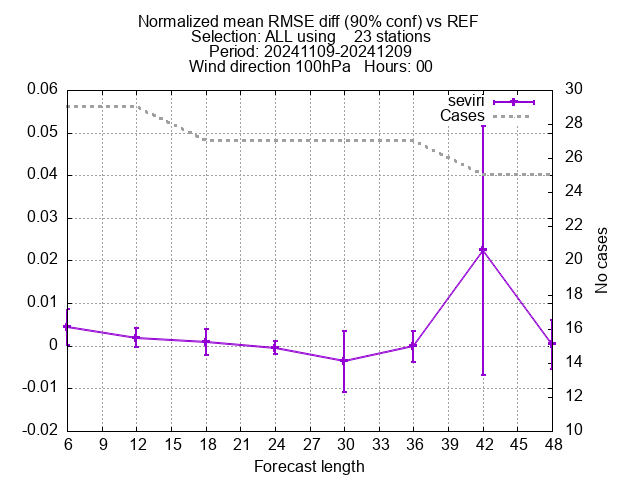 Normalized mean RMSE diff (90% conf) vs REF
Selection: ALL using    23 stations
Period: 20241109-20241209
Wind direction 100hPa   Hours: 00
seviri
Cases
0.06
0.05
0.04
0.03
0.02
0.01
0
-0.01
-0.02
30
28
26
24
22
20
18
16
14
12
10
No cases
6 12 15 18 21 24 27 30 33 36 39 42 45 48
Forecast length